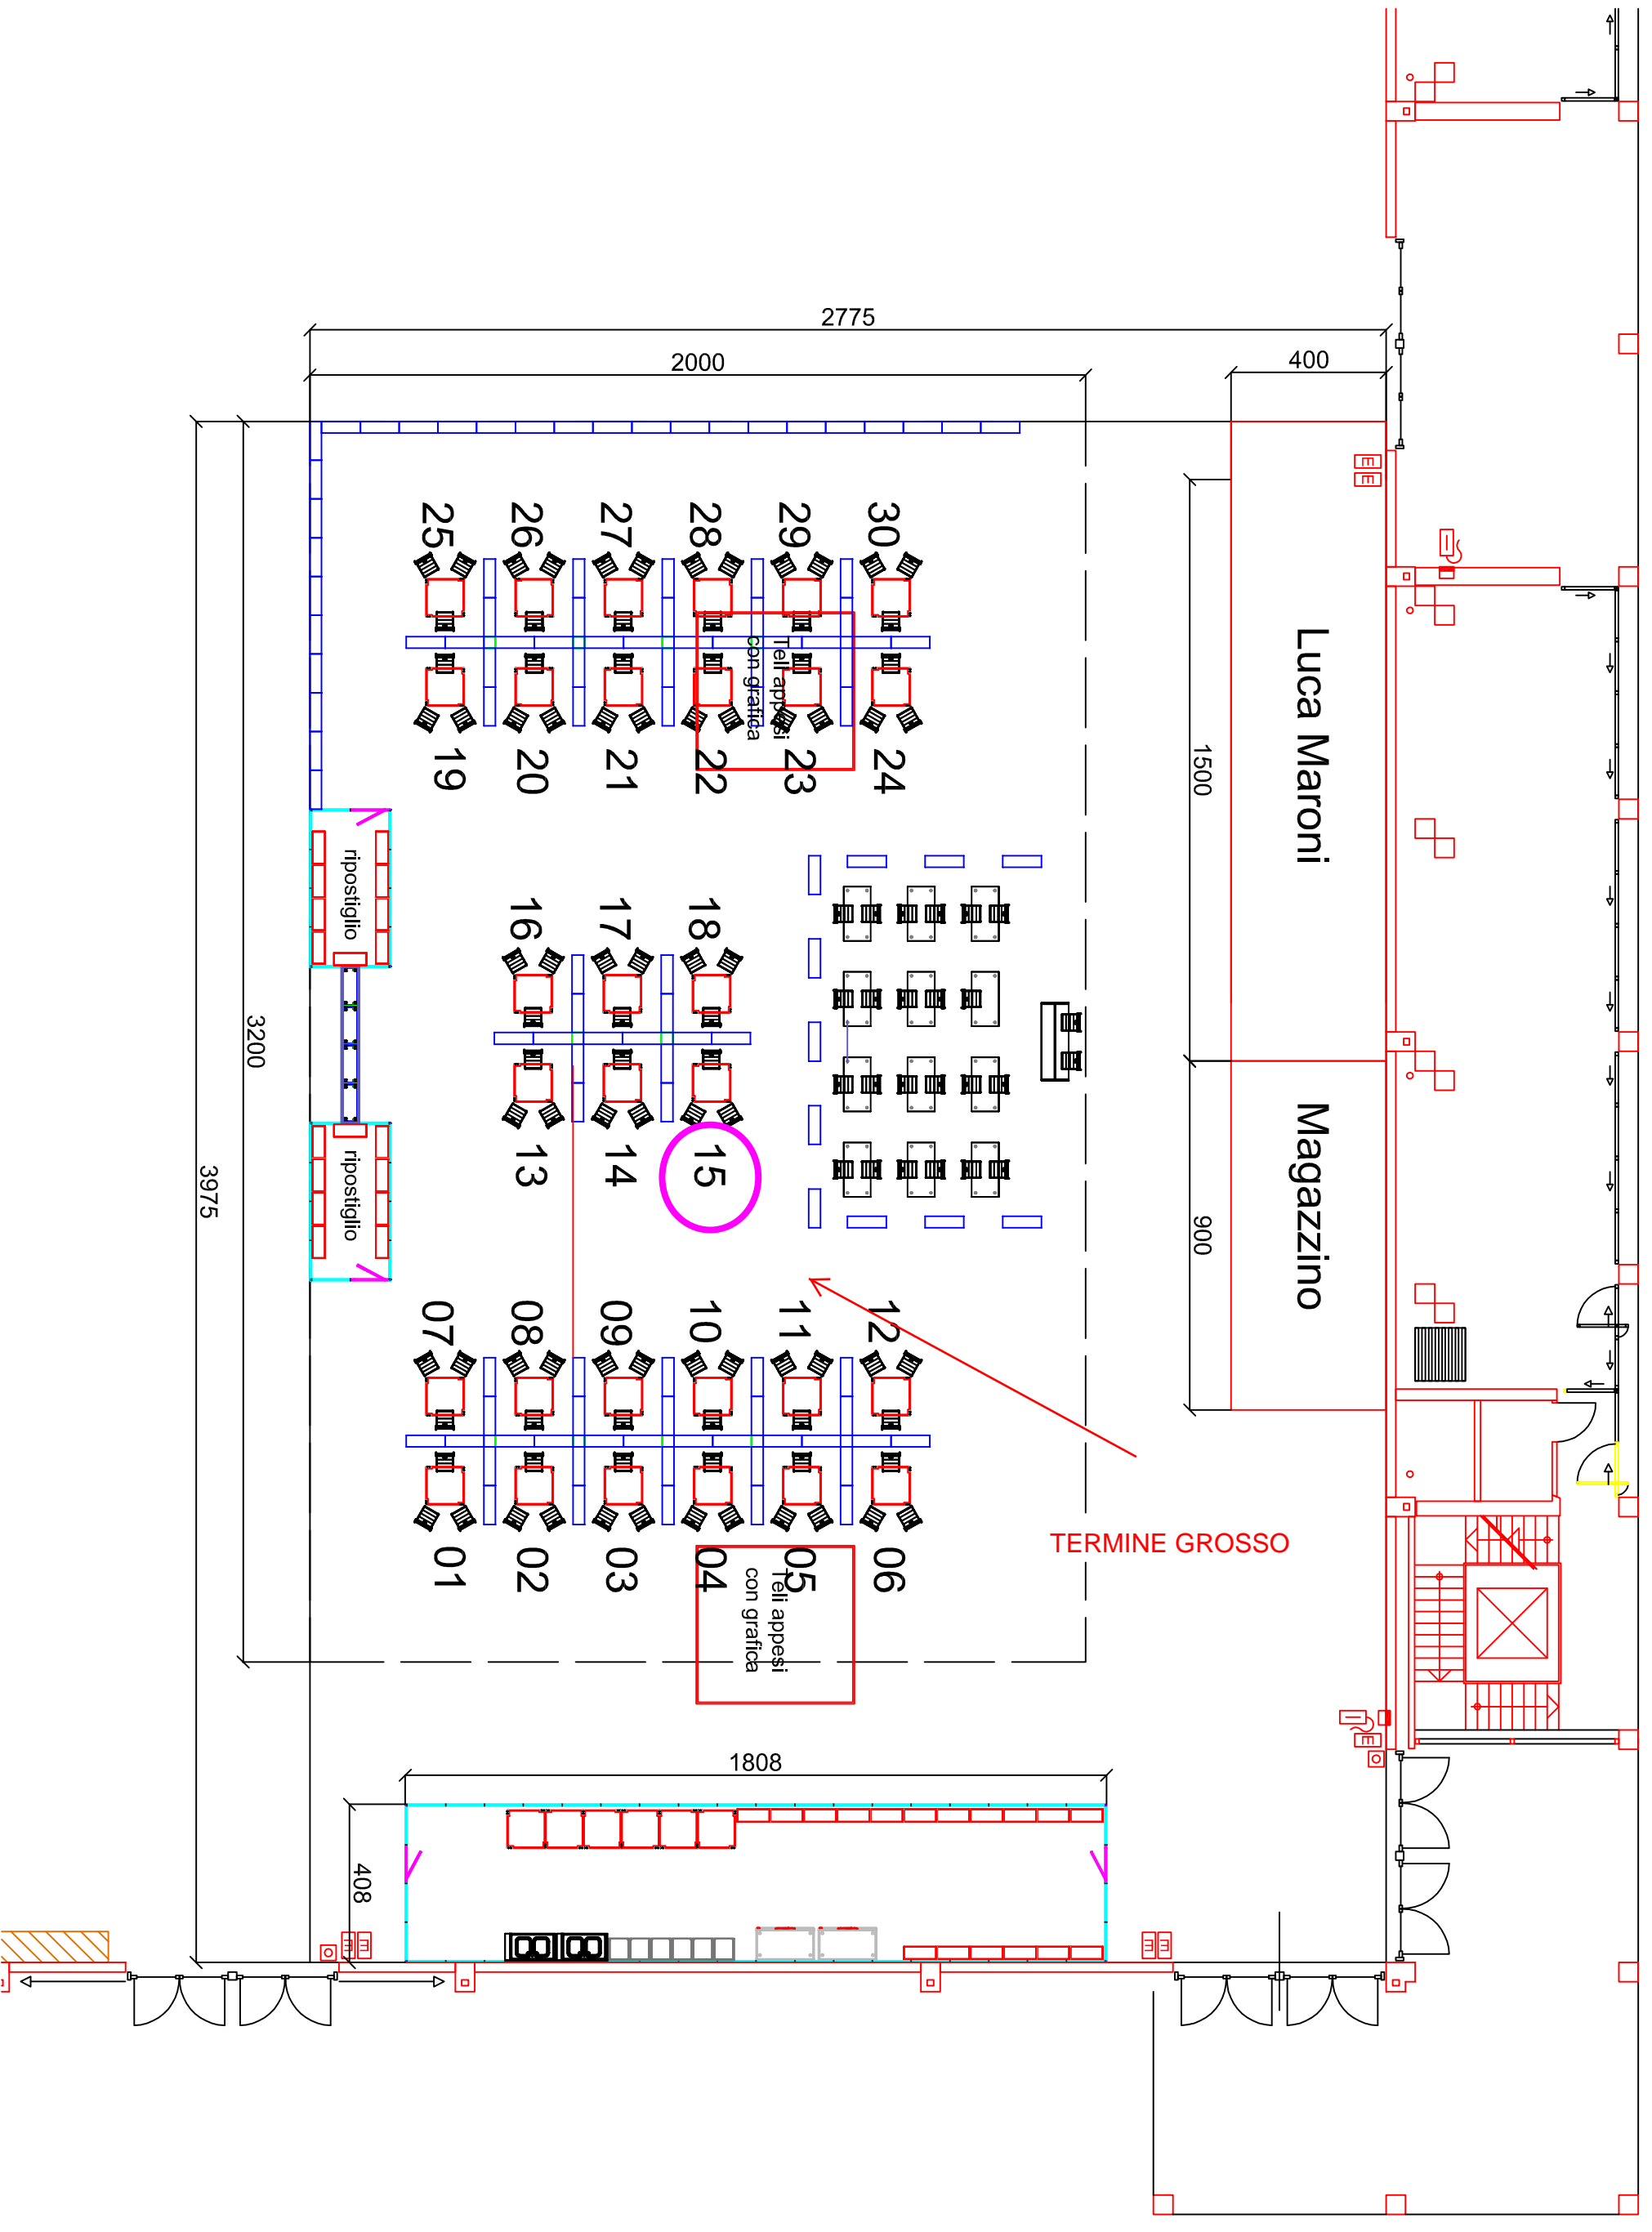 2775
2000
400
25
26
27
28
29
30
Teli appesi
con grafica
19
20
21
22
23
24
Luca Maroni
1500
ripostiglio
16
17
18
3200
3975
ripostiglio
13
14
15
Magazzino
900
07
08
09
10
11
12
TERMINE GROSSO
01
02
03
04
05
06
Teli appesi
con grafica
1808
408
E
E
E
E
E
E
E